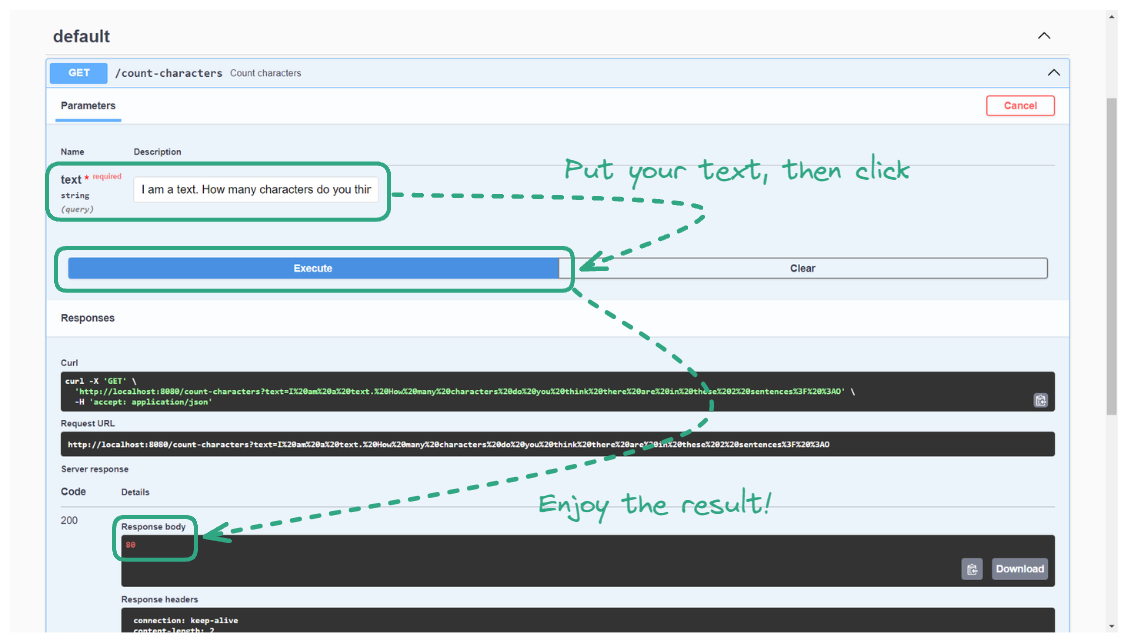 default
GET /count-characters Count characters
Parameters
Cancel
Name Description
text * required
string
(query)
I am a text. How many characters do you thir
Put your text, then click
Execute
Clear
Responses
Curl
curl -X 'GET' \
'http://localhost:8080/count-characters?text=I%20am%20a%20text.%20How%20many%20characters%20do%20you%20think%20there%20are%20in%20these%202%20sentences%3F%20%3AO' \
-H 'accept: application/json'
Request URL
http://localhost:8080/count-characters?text=I%20am%20a%20text.%20How%20many%20characters%20do%20you%20think%20there%20are%20in%20these%202%20sentences%3F%20%3AO
Server response
Code Details
Enjoy the result!
200
Response body
80
Download
Response headers
connection: keep-alive
content-length: 2